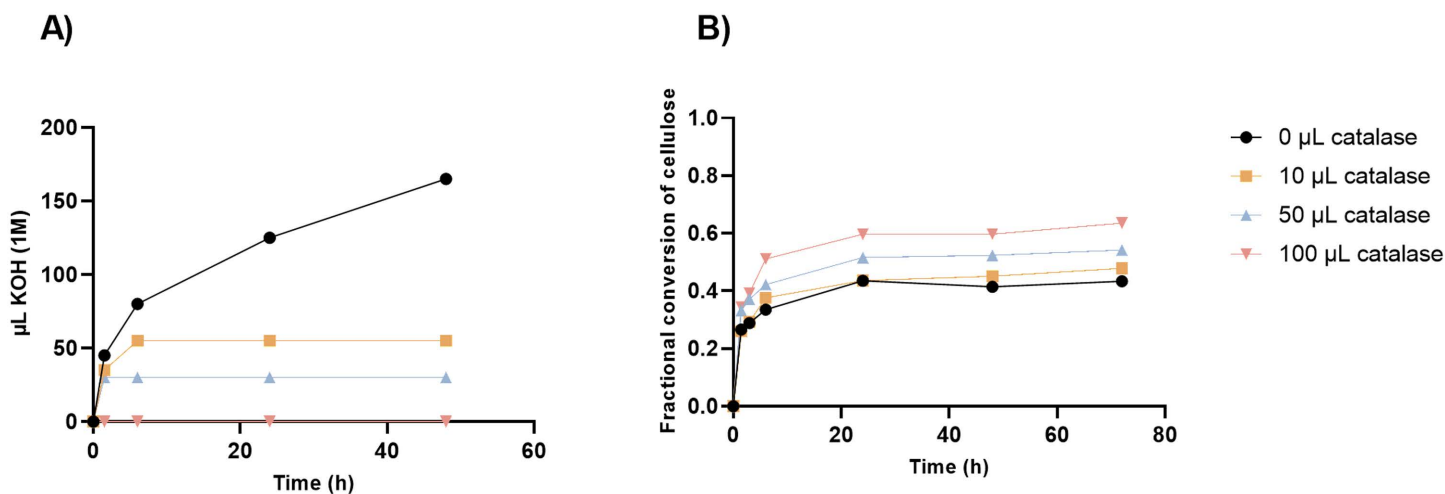 A)
µL KOH (1M)
200
150
100
50
0
0 20 40 60
Time (h)
B)
Fractional conversion of cellulose
1.0
0.8
0.6
0.4
0.2
0.0
0 20 40 60 80
Time (h)
0 µL catalase
10 µL catalase
50 µL catalase
100 µL catalase